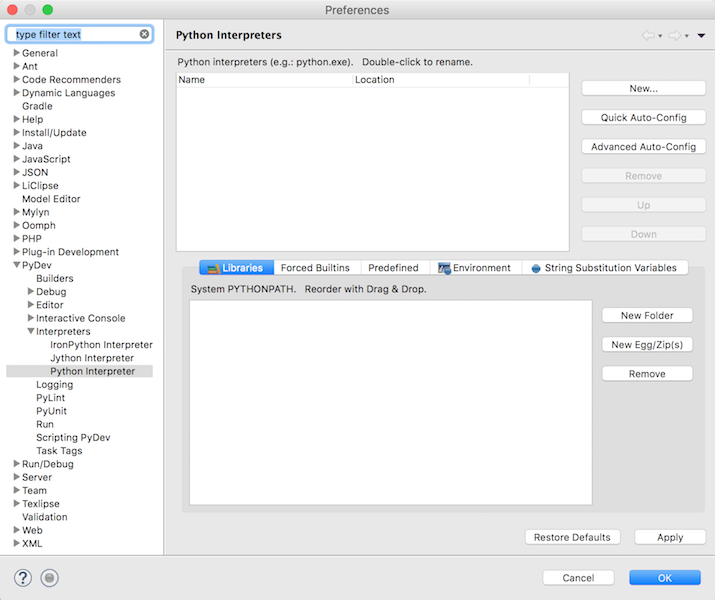 Preferences
type filter text
General
Ant
Code Recommenders
Dynamic Languages
Gradle
Help
Install/Update
Java
JavaScript
JSON
LiClipse
Model Editor
Mylyn
Oomph
PHP
Plug-in Development
PyDev
Builders
Debug
Editor
Interactive Console
Interpreters
IronPython Interpreter
Jython Interpreter
Python Interpreter
Logging
PyLint
PyUnit
Run
Scripting PyDev
Task Tags
Run/Debug
Server
Team
Texlipse
Validation
Web
XML
Python Interpreters
Python interpreters (e.g.: python.exe).   Double-click to rename.
Name Location
New...
Quick Auto-Config
Advanced Auto-Config
Remove
Up
Down
Libraries Forced Builtins Predefined Environment String Substitution Variables
System PYTHONPATH.   Reorder with Drag & Drop.
New Folder
New Egg/Zip(s)
Remove
Restore Defaults Apply
? Cancel OK